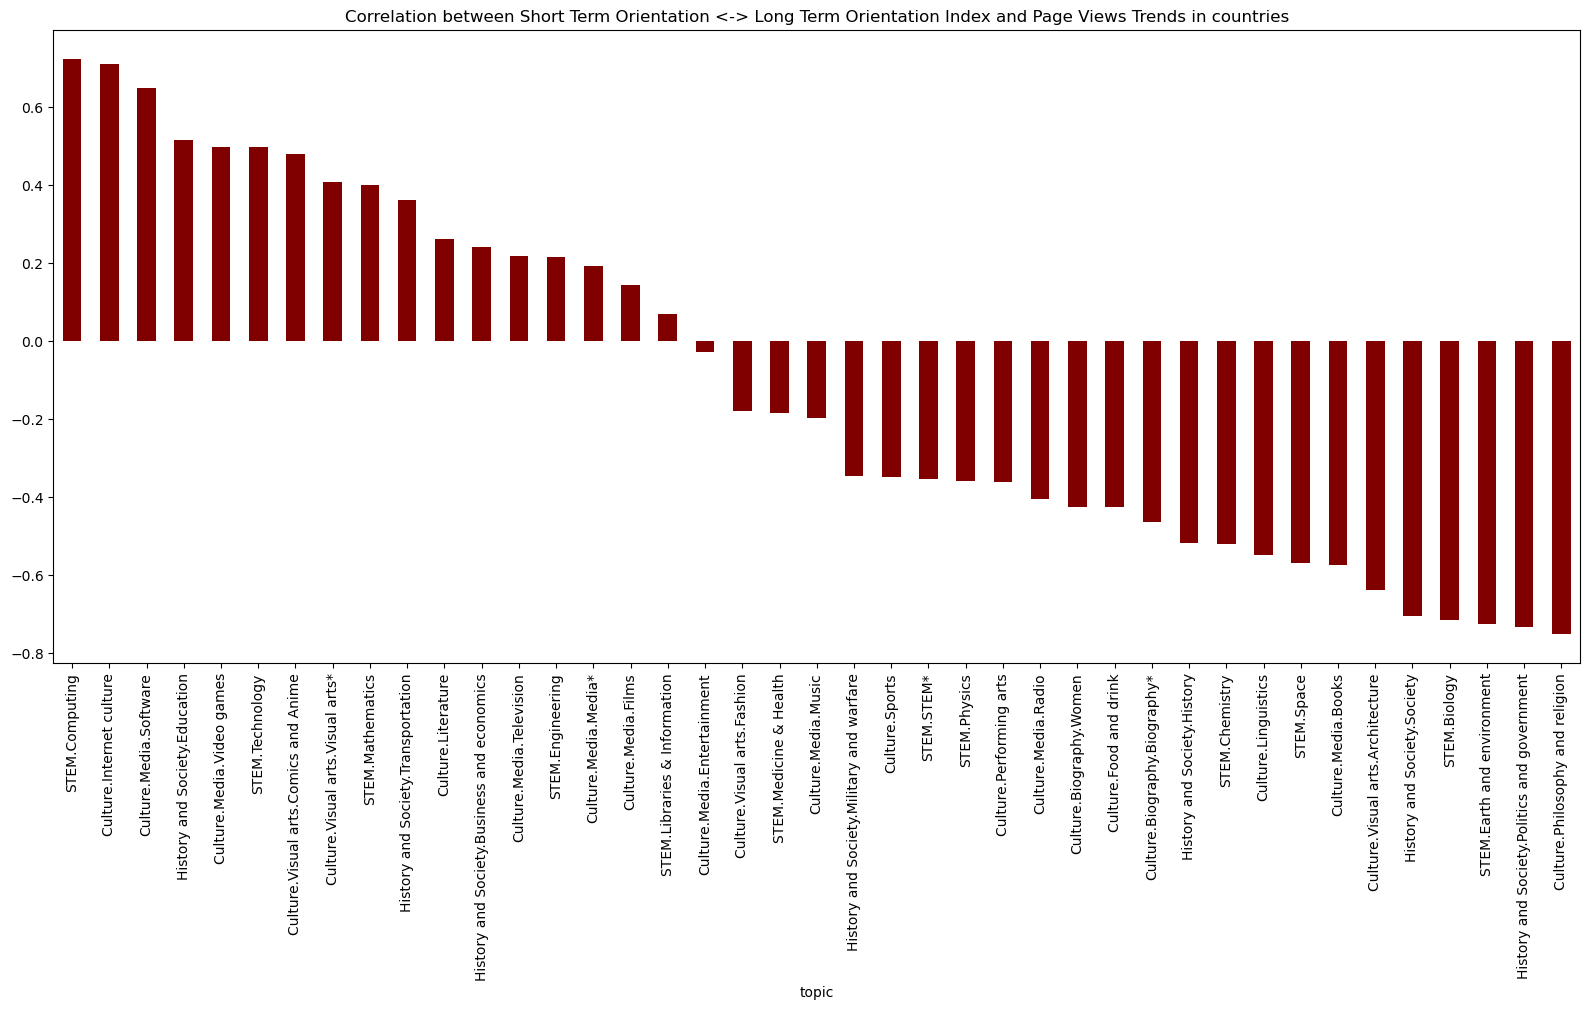 Correlation between Short Term Orientation <-> Long Term Orientation Index and Page Views Trends in countries
0.6
0.4
0.2
0.0
−0.2
−0.4
−0.6
−0.8
STEM.Computing
Culture.Internet culture
Culture.Media.Software
History and Society.Education
Culture.Media.Video games
STEM.Technology
Culture.Visual arts.Comics and Anime
Culture.Visual arts.Visual arts*
STEM.Mathematics
History and Society.Transportation
Culture.Literature
History and Society.Business and economics
Culture.Media.Television
STEM.Engineering
Culture.Media.Media*
Culture.Media.Films
STEM.Libraries & Information
Culture.Media.Entertainment
Culture.Visual arts.Fashion
STEM.Medicine & Health
Culture.Media.Music
History and Society.Military and warfare
Culture.Sports
STEM.STEM*
STEM.Physics
Culture.Performing arts
Culture.Media.Radio
Culture.Biography.Women
Culture.Food and drink
Culture.Biography.Biography*
History and Society.History
STEM.Chemistry
Culture.Linguistics
STEM.Space
Culture.Media.Books
Culture.Visual arts.Architecture
History and Society.Society
STEM.Biology
STEM.Earth and environment
History and Society.Politics and government
Culture.Philosophy and religion
topic